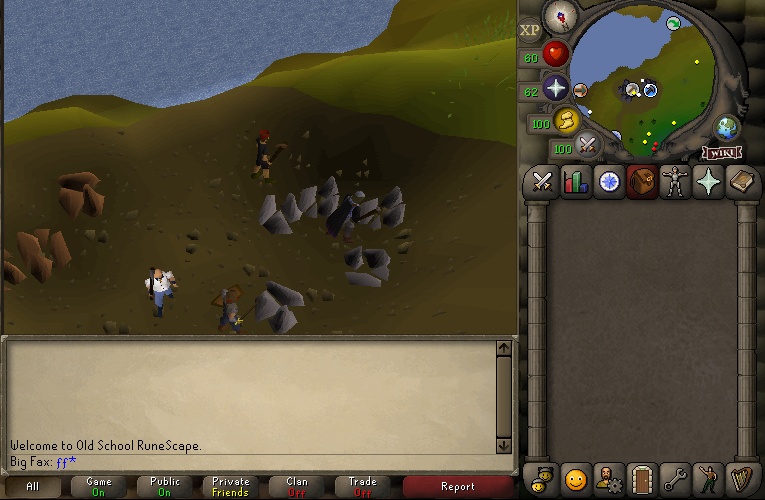 XP
60
62
100
100
WIKI
Welcome to Old School RuneScape.
Big Fax: ff*
All
Game
On
Public
On
Private
Friends
Clan
Off
Trade
Off
Report